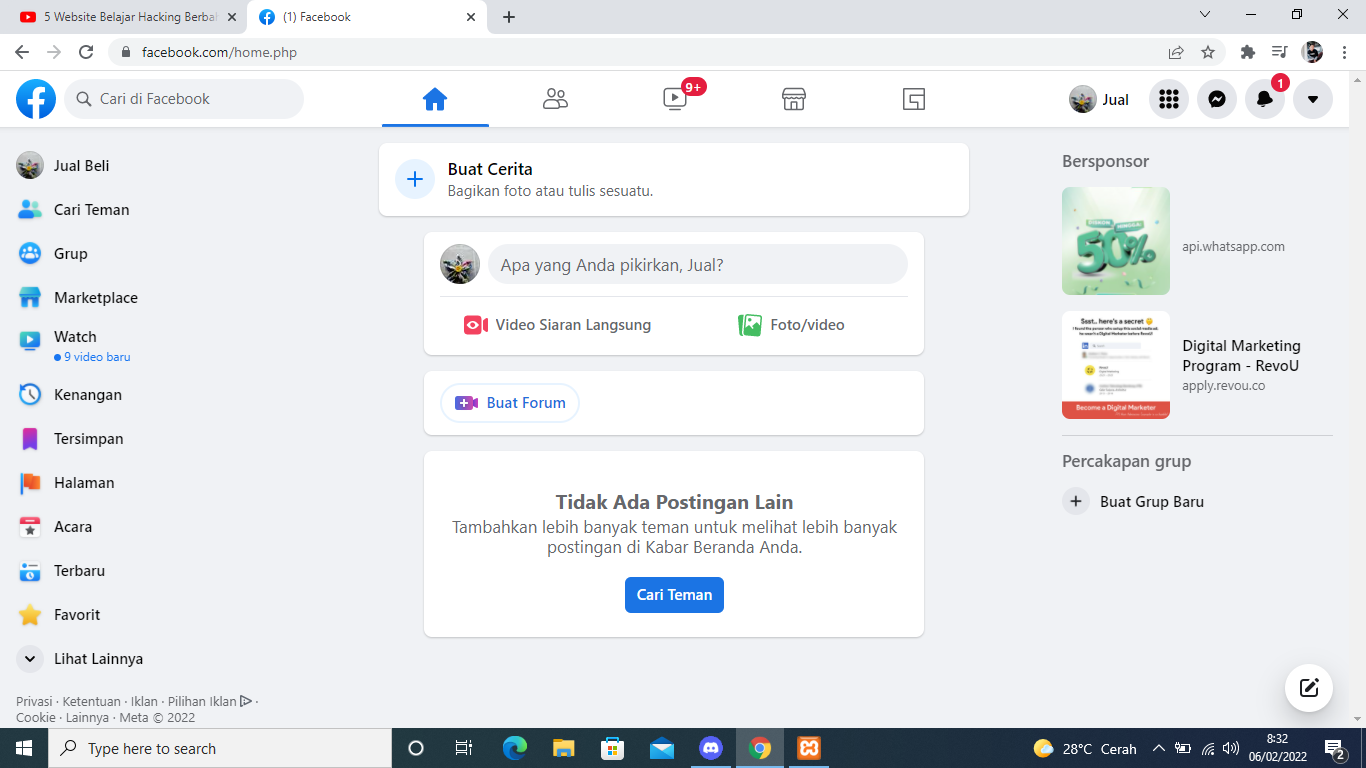 5 Website Belajar Hacking Berba
(1) Facebook
facebook.com/home.php
Cari di Facebook
9+
Jual
1
Jual Beli
Cari Teman
Grup
Marketplace
Watch
9 video baru
Kenangan
Tersimpan
Halaman
Acara
Terbaru
Favorit
Lihat Lainnya
Privasi · Ketentuan · Iklan · Pilihan Iklan ·
Cookie · Lainnya · Meta © 2022
Buat Cerita
Bagikan foto atau tulis sesuatu.
Apa yang Anda pikirkan, Jual?
Video Siaran Langsung
Foto/video
Buat Forum
Tidak Ada Postingan Lain
Tambahkan lebih banyak teman untuk melihat lebih banyak
postingan di Kabar Beranda Anda.
Cari Teman
Bersponsor
50%
api.whatsapp.com
Ssst.. here's a secret
Become a Digital Marketer
Digital Marketing
Program - RevoU
apply.revou.co
Percakapan grup
Buat Grup Baru
Type here to search
28°C Cerah
8:32
06/02/2022
2